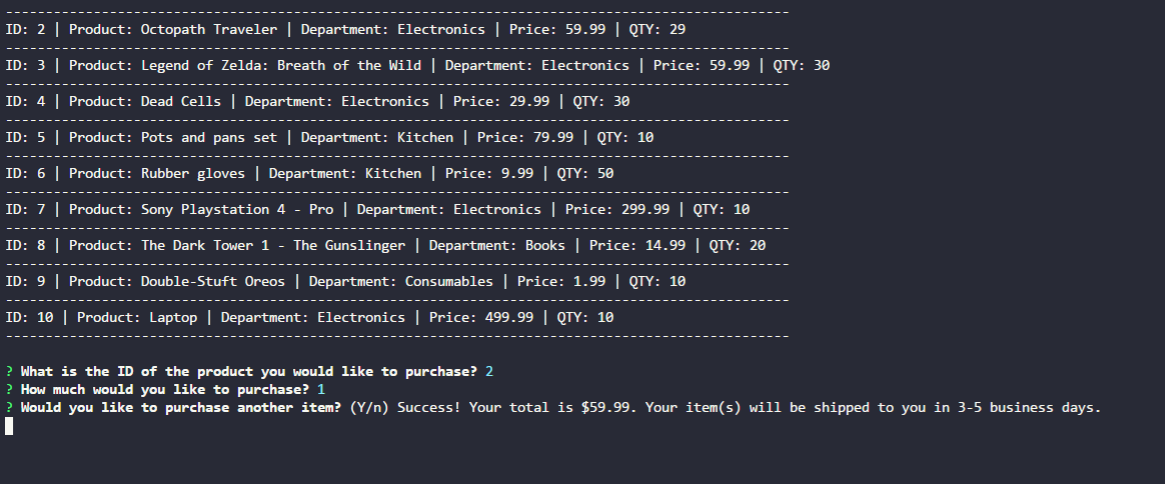 --------------------------------------------------------------------------------------------------
ID: 2 | Product: Octopath Traveler | Department: Electronics | Price: 59.99 | QTY: 29
--------------------------------------------------------------------------------------------------
ID: 3 | Product: Legend of Zelda: Breath of the Wild | Department: Electronics | Price: 59.99 | QTY: 30
--------------------------------------------------------------------------------------------------
ID: 4 | Product: Dead Cells | Department: Electronics | Price: 29.99 | QTY: 30
--------------------------------------------------------------------------------------------------
ID: 5 | Product: Pots and pans set | Department: Kitchen | Price: 79.99 | QTY: 10
--------------------------------------------------------------------------------------------------
ID: 6 | Product: Rubber gloves | Department: Kitchen | Price: 9.99 | QTY: 50
--------------------------------------------------------------------------------------------------
ID: 7 | Product: Sony Playstation 4 - Pro | Department: Electronics | Price: 299.99 | QTY: 10
--------------------------------------------------------------------------------------------------
ID: 8 | Product: The Dark Tower 1 - The Gunslinger | Department: Books | Price: 14.99 | QTY: 20
--------------------------------------------------------------------------------------------------
ID: 9 | Product: Double-Stuft Oreos | Department: Consumables | Price: 1.99 | QTY: 10
--------------------------------------------------------------------------------------------------
ID: 10 | Product: Laptop | Department: Electronics | Price: 499.99 | QTY: 10
--------------------------------------------------------------------------------------------------
? What is the ID of the product you would like to purchase? 2
? How much would you like to purchase? 1
? Would you like to purchase another item? (Y/n) Success! Your total is $59.99. Your item(s) will be shipped to you in 3-5 business days.